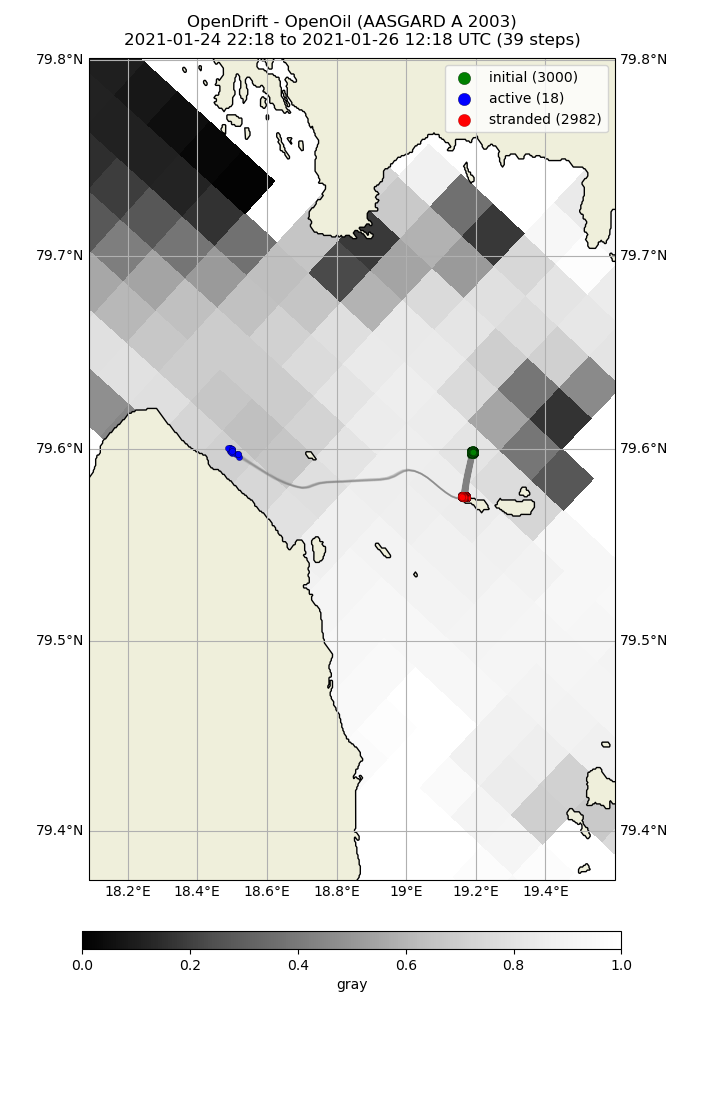 OpenDrift - OpenOil (AASGARD A 2003)
2021-01-24 22:18 to 2021-01-26 12:18 UTC (39 steps)
79.8°N 79.8°N
initial (3000)
active (18)
stranded (2982)
79.7°N 79.7°N
79.6°N 79.6°N
79.5°N 79.5°N
79.4°N 79.4°N
18.2°E 18.4°E 18.6°E 18.8°E 19°E 19.2°E 19.4°E
0.0 0.2 0.4 0.6 0.8 1.0
gray